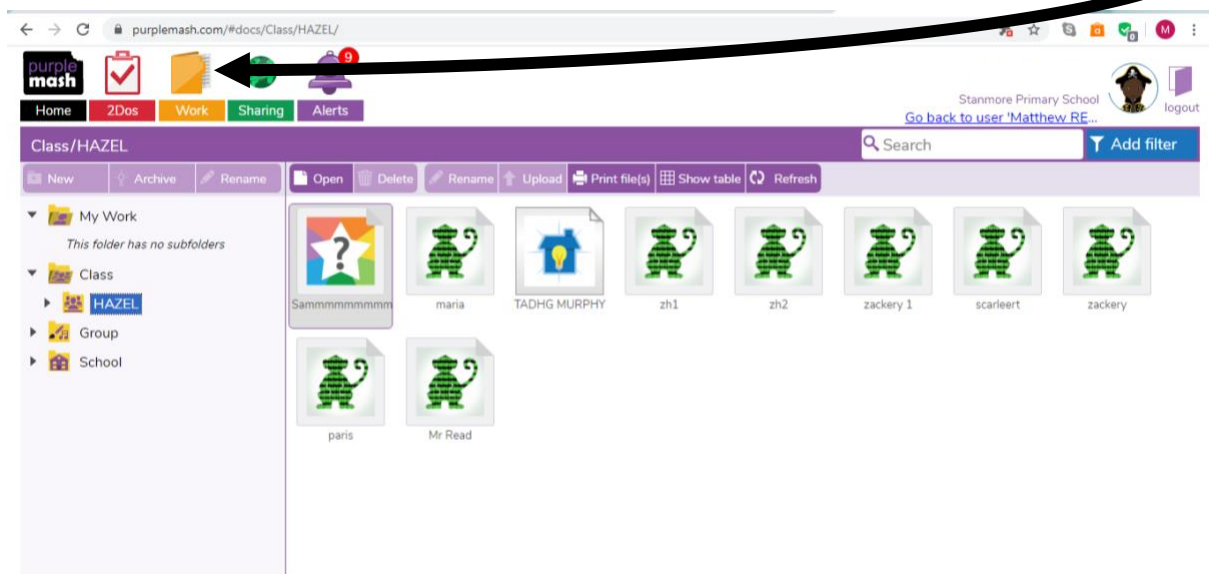 purplemash.com/#docs/Class/HAZEL/
purple
mash
9
Home 2Dos Work Sharing Alerts
Stanmore Primary School
Go back to user 'Matthew RE...
logout
M
0
Class/HAZEL
Search
Add filter
New Archive Rename Open Delete Rename Upload Print file(s) Show table Refresh
My Work
This folder has no subfolders
Class
HAZEL
Group
School
Sammmmmmmmmm maria TADHG MURPHY zh1 zh2 zackery 1 scarleert zackery
paris Mr Read